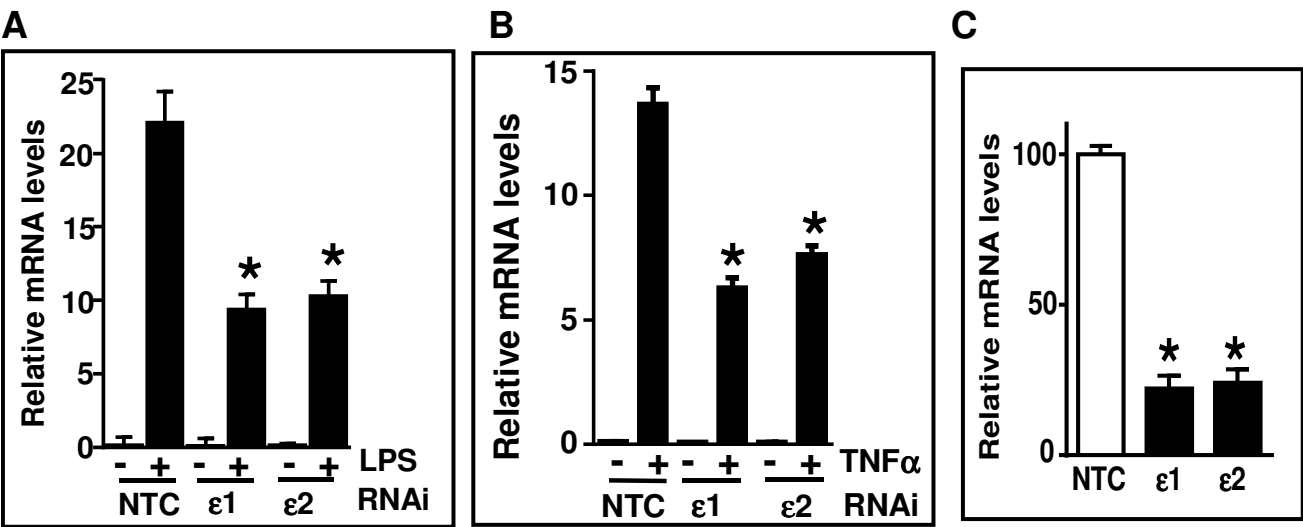 A
Relative mRNA levels
25
20
15
10
5
0
- + - + - + LPS
NTC ε1 ε2 RNAi
*
*
B
Relative mRNA levels
15
10
5
0
- + - + - + TNFα
NTC ε1 ε2 RNAi
*
*
C
Relative mRNA levels
100
50
0
NTC ε1 ε2
*
*